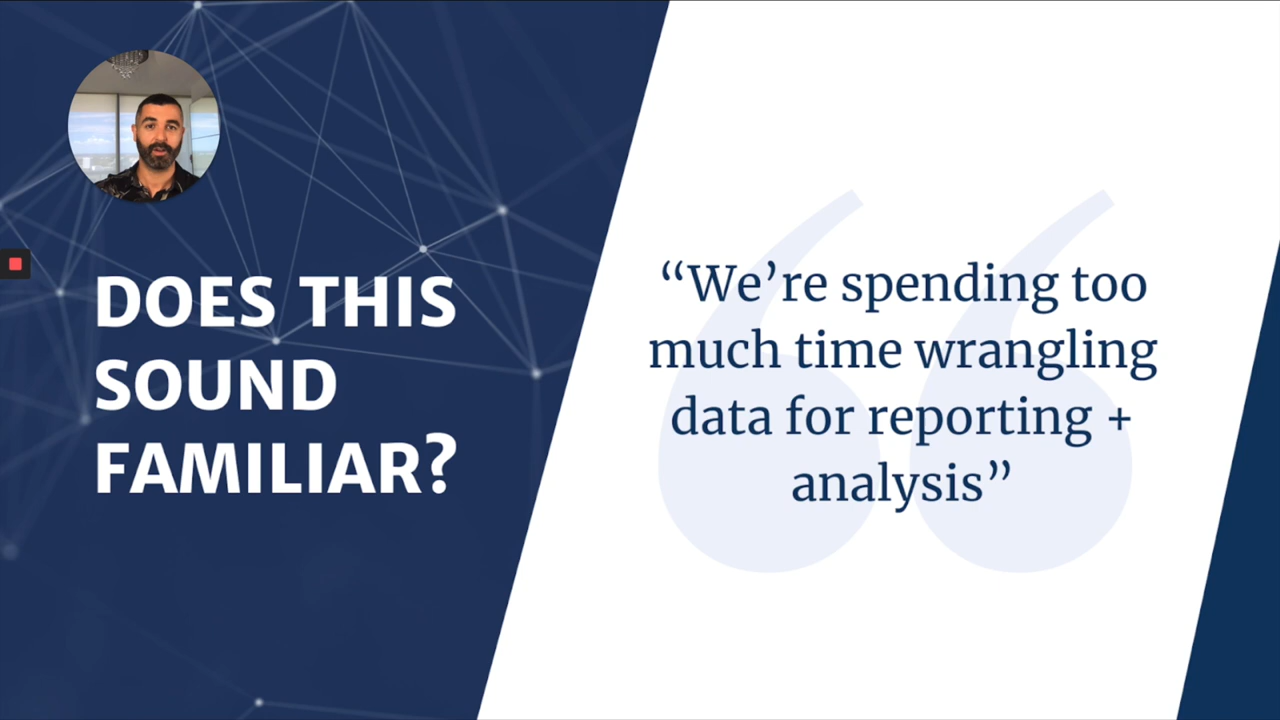 DOES THIS
SOUND
FAMILIAR?
“We’re spending too
much time wrangling
data for reporting +
analysis”